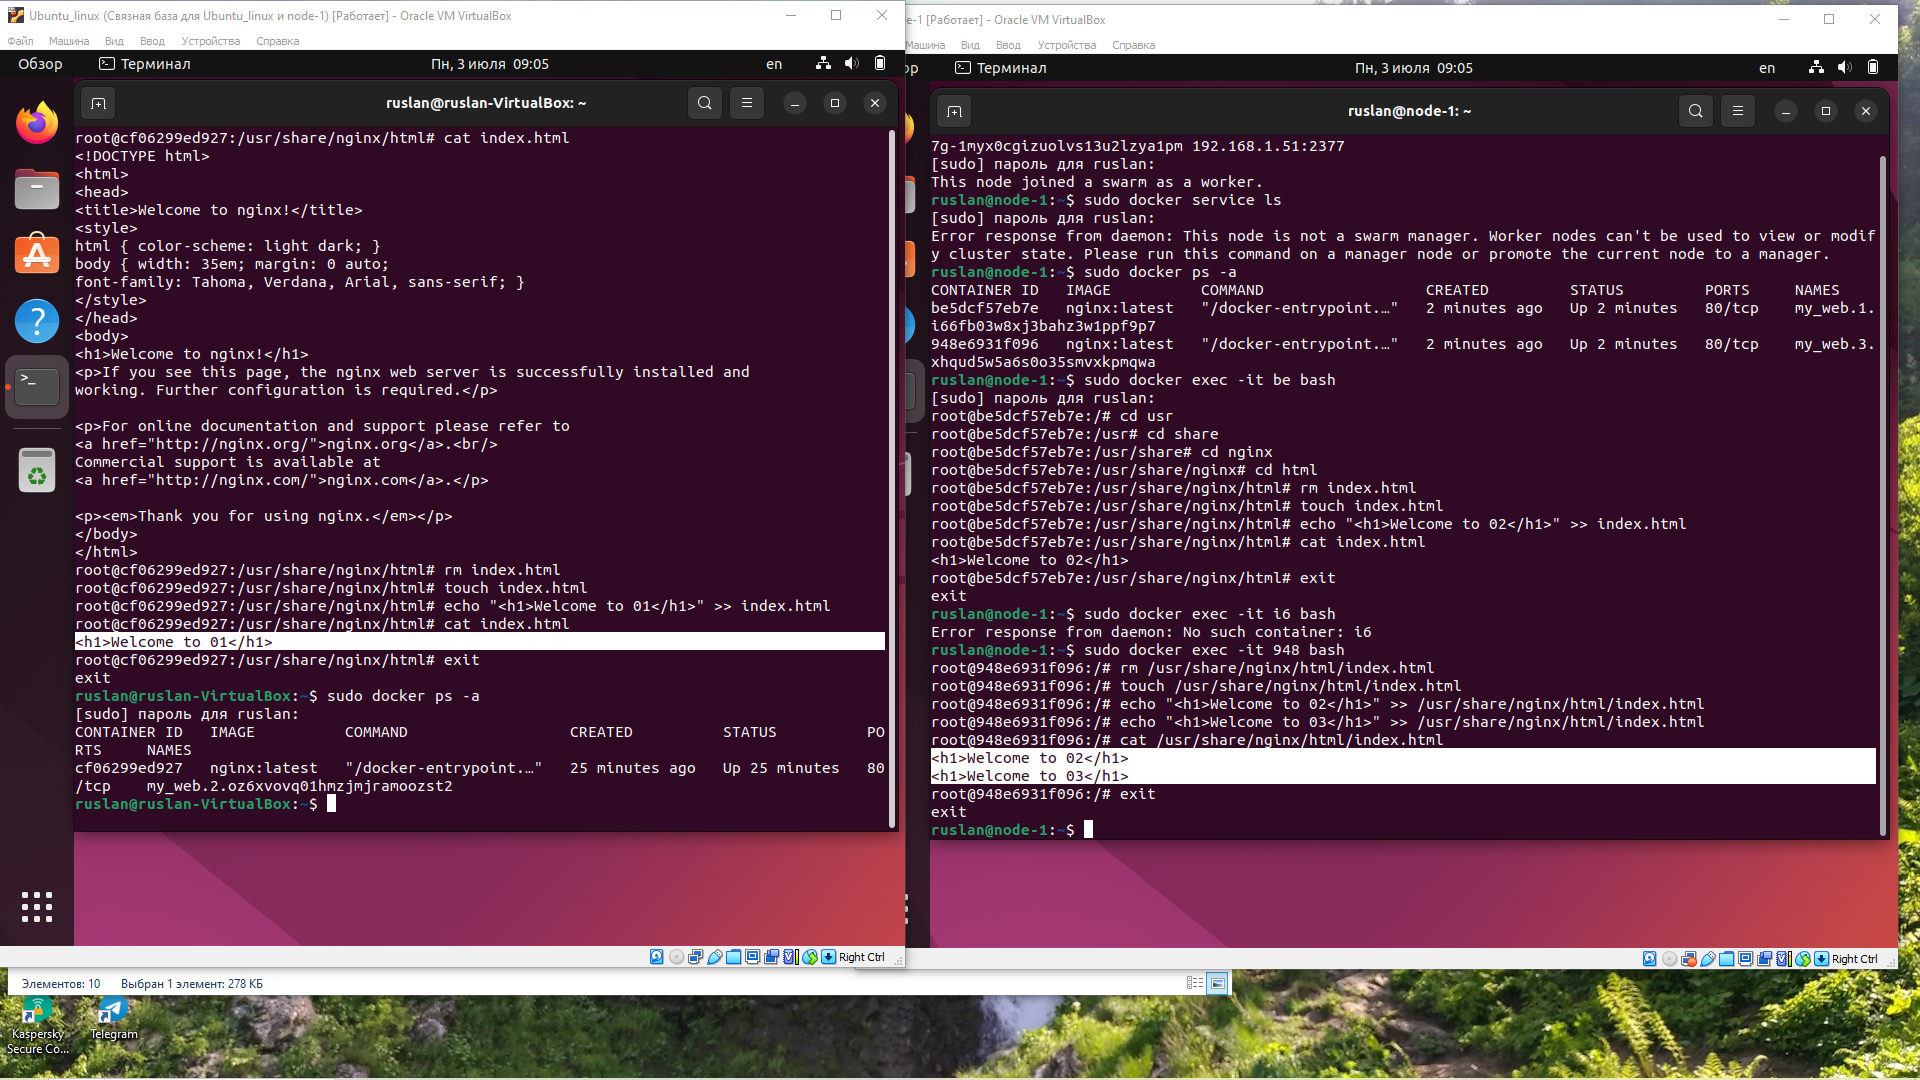 Ubuntu_linux (Связная база для Ubuntu_linux и node-1) [Работает] - Oracle VM VirtualBox
Файл Машина Вид Ввод Устройства Справка
Обзор Терминал Пн, 3 июля 09:05 en
ruslan@ruslan-VirtualBox: ~
root@cf06299ed927:/usr/share/nginx/html# cat index.html
<!DOCTYPE html>
<html>
<head>
<title>Welcome to nginx!</title>
<style>
html { color-scheme: light dark; }
body { width: 35em; margin: 0 auto;
font-family: Tahoma, Verdana, Arial, sans-serif; }
</style>
</head>
<body>
<h1>Welcome to nginx!</h1>
<p>If you see this page, the nginx web server is successfully installed and
working. Further configuration is required.</p>
<p>For online documentation and support please refer to
<a href="http://nginx.org/">nginx.org</a>.<br/>
Commercial support is available at
<a href="http://nginx.com/">nginx.com</a>.</p>
<p><em>Thank you for using nginx.</em></p>
</body>
</html>
root@cf06299ed927:/usr/share/nginx/html# rm index.html
root@cf06299ed927:/usr/share/nginx/html# touch index.html
root@cf06299ed927:/usr/share/nginx/html# echo "<h1>Welcome to 01</h1>" >> index.html
root@cf06299ed927:/usr/share/nginx/html# cat index.html
<h1>Welcome to 01</h1>
root@cf06299ed927:/usr/share/nginx/html# exit
exit
ruslan@ruslan-VirtualBox:~$ sudo docker ps -a
[sudo] пароль для ruslan:
CONTAINER ID IMAGE COMMAND CREATED STATUS PO
RTS NAMES
cf06299ed927 nginx:latest "/docker-entrypoint.…" 25 minutes ago Up 25 minutes 80
/tcp my_web.2.oz6xvovq01hmzjmjramoozst2
ruslan@ruslan-VirtualBox:~$
Right Ctrl
e-1 [Работает] - Oracle VM VirtualBox
Машина Вид Ввод Устройства Справка
ор Терминал Пн, 3 июля 09:05 en
ruslan@node-1: ~
7g-1myx0cgizuolvs13u2lzya1pm 192.168.1.51:2377
[sudo] пароль для ruslan:
This node joined a swarm as a worker.
ruslan@node-1:~$ sudo docker service ls
[sudo] пароль для ruslan:
Error response from daemon: This node is not a swarm manager. Worker nodes can't be used to view or modif
y cluster state. Please run this command on a manager node or promote the current node to a manager.
ruslan@node-1:~$ sudo docker ps -a
CONTAINER ID IMAGE COMMAND CREATED STATUS PORTS NAMES
be5dcf57eb7e nginx:latest "/docker-entrypoint.…" 2 minutes ago Up 2 minutes 80/tcp my_web.1.
i66fb03w8xj3bahz3w1ppf9p7
948e6931f096 nginx:latest "/docker-entrypoint.…" 2 minutes ago Up 2 minutes 80/tcp my_web.3.
xhqud5w5a6s0o35smvxkpmqwa
ruslan@node-1:~$ sudo docker exec -it be bash
[sudo] пароль для ruslan:
root@be5dcf57eb7e:/# cd usr
root@be5dcf57eb7e:/usr# cd share
root@be5dcf57eb7e:/usr/share# cd nginx
root@be5dcf57eb7e:/usr/share/nginx# cd html
root@be5dcf57eb7e:/usr/share/nginx/html# rm index.html
root@be5dcf57eb7e:/usr/share/nginx/html# touch index.html
root@be5dcf57eb7e:/usr/share/nginx/html# echo "<h1>Welcome to 02</h1>" >> index.html
root@be5dcf57eb7e:/usr/share/nginx/html# cat index.html
<h1>Welcome to 02</h1>
root@be5dcf57eb7e:/usr/share/nginx/html# exit
exit
ruslan@node-1:~$ sudo docker exec -it i6 bash
Error response from daemon: No such container: i6
ruslan@node-1:~$ sudo docker exec -it 948 bash
root@948e6931f096:/# rm /usr/share/nginx/html/index.html
root@948e6931f096:/# touch /usr/share/nginx/html/index.html
root@948e6931f096:/# echo "<h1>Welcome to 02</h1>" >> /usr/share/nginx/html/index.html
root@948e6931f096:/# echo "<h1>Welcome to 03</h1>" >> /usr/share/nginx/html/index.html
root@948e6931f096:/# cat /usr/share/nginx/html/index.html
<h1>Welcome to 02</h1>
<h1>Welcome to 03</h1>
root@948e6931f096:/# exit
exit
ruslan@node-1:~$
Right Ctrl
Элементов: 10 Выбран 1 элемент: 278 КБ
Kaspersky
Secure Co...
Telegram